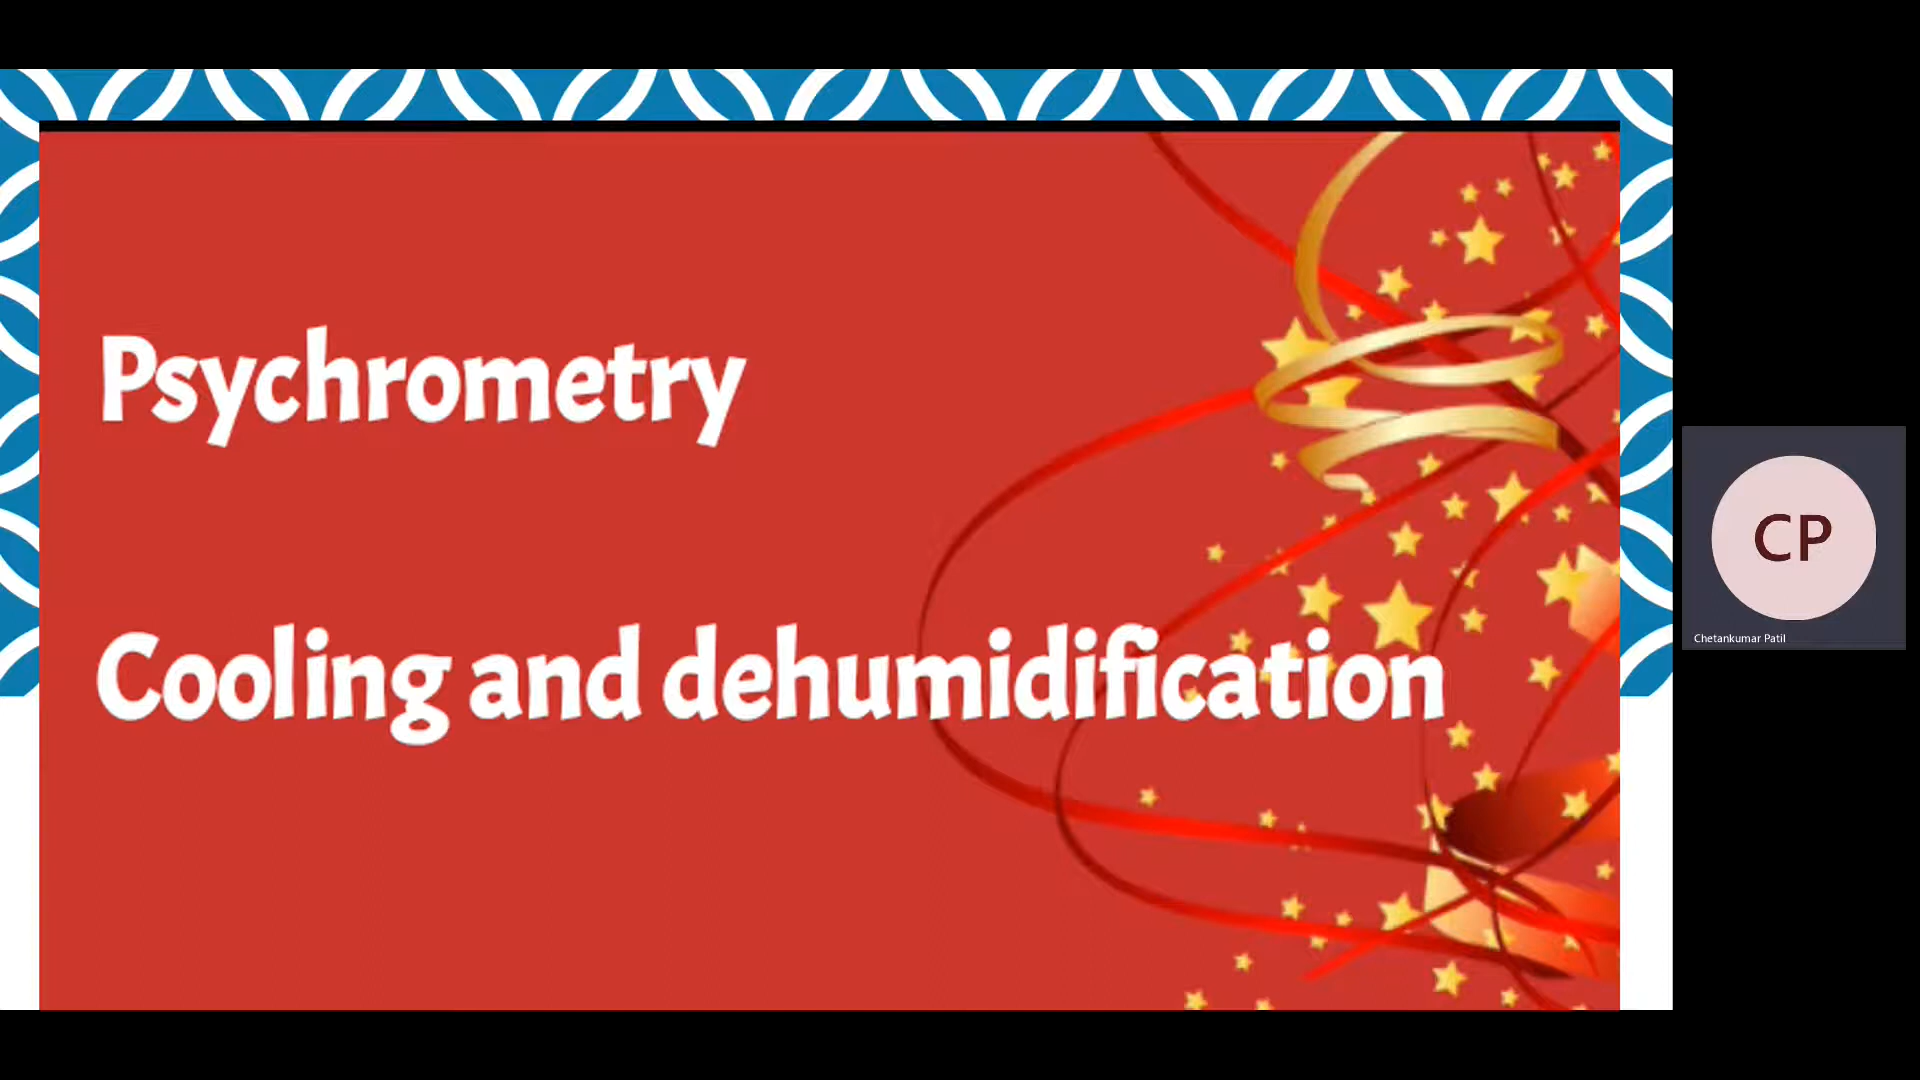 Psychrometry
Cooling and dehumidification
CP
Chetankumar Patil